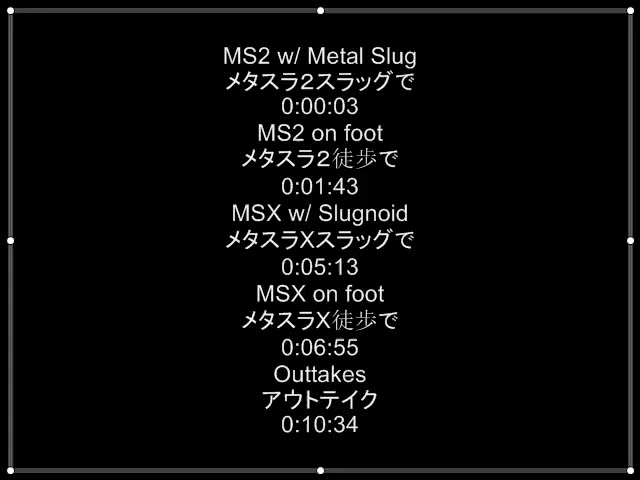 MS2 w/ Metal Slug
メタスラ2スラッグで
0:00:03
MS2 on foot
メタスラ2徒歩で
0:01:43
MSX w/ Slugnoid
メタスラXスラッグで
0:05:13
MSX on foot
メタスラX徒歩で
0:06:55
Outtakes
アウトテイク
0:10:34